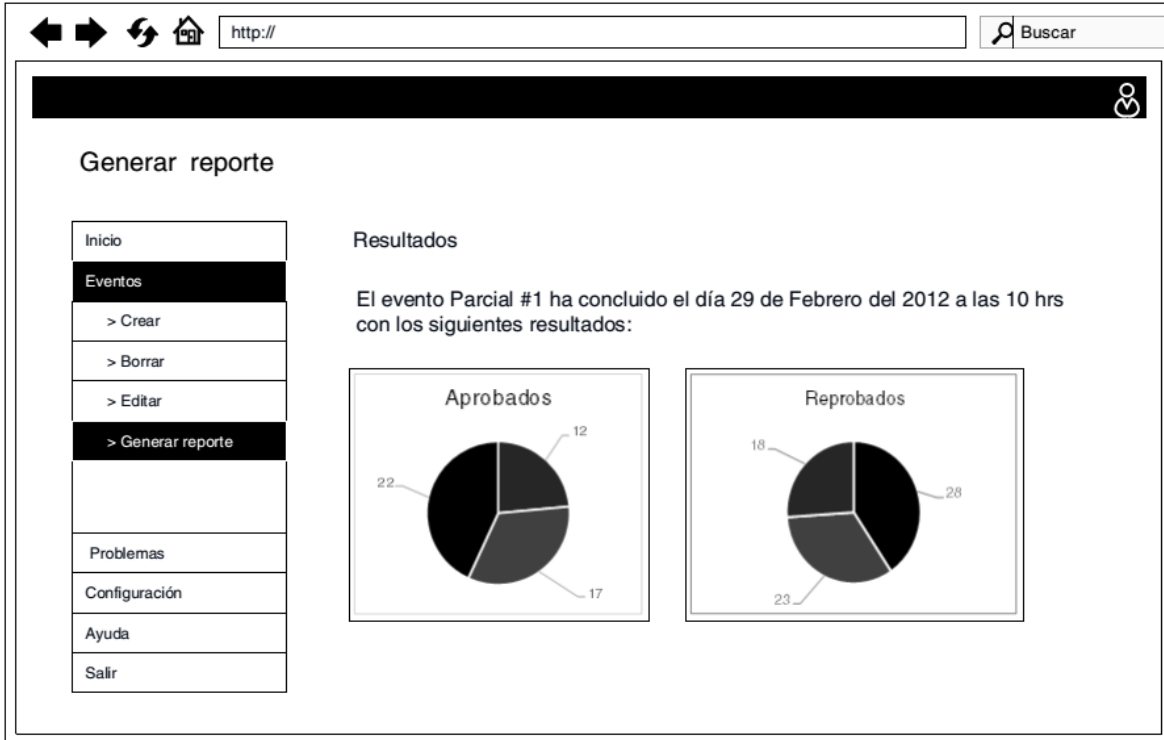 http://
Buscar
Generar reporte
Inicio
Eventos
> Crear
> Borrar
> Editar
> Generar reporte
Problemas
Configuración
Ayuda
Salir
Resultados
El evento Parcial #1 ha concluido el día 29 de Febrero del 2012 a las 10 hrs
con los siguientes resultados:
Aprobados
12
22
17
Reprobados
18
28
23